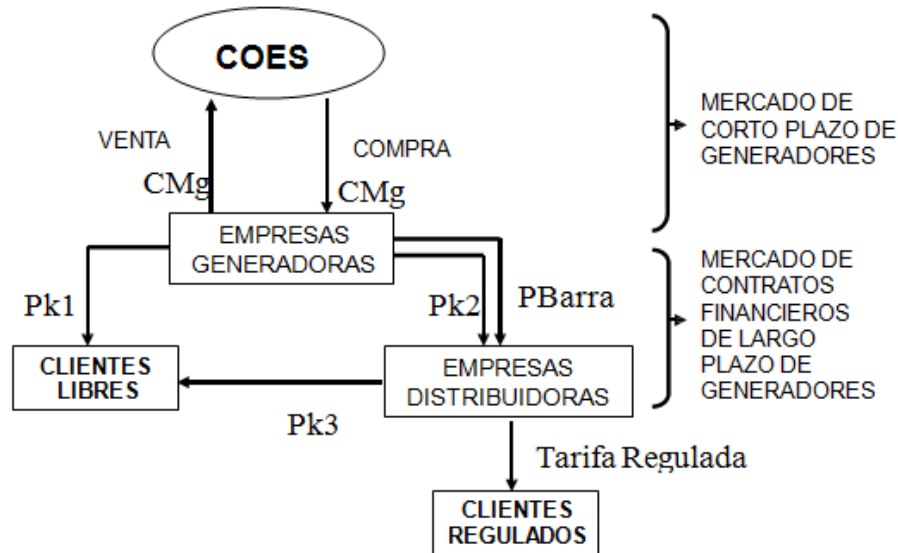 COES
MERCADO DE
CORTO PLAZO DE
GENERADORES
VENTA
COMPRA
CMg
CMg
EMPRESAS
GENERADORAS
MERCADO DE
CONTRATOS
FINANCIEROS
DE LARGO
PLAZO DE
GENERADORES
Pk1
Pk2
PBarra
CLIENTES
LIBRES
EMPRESAS
DISTRIBUIDORAS
Pk3
Tarifa Regulada
CLIENTES
REGULADOS